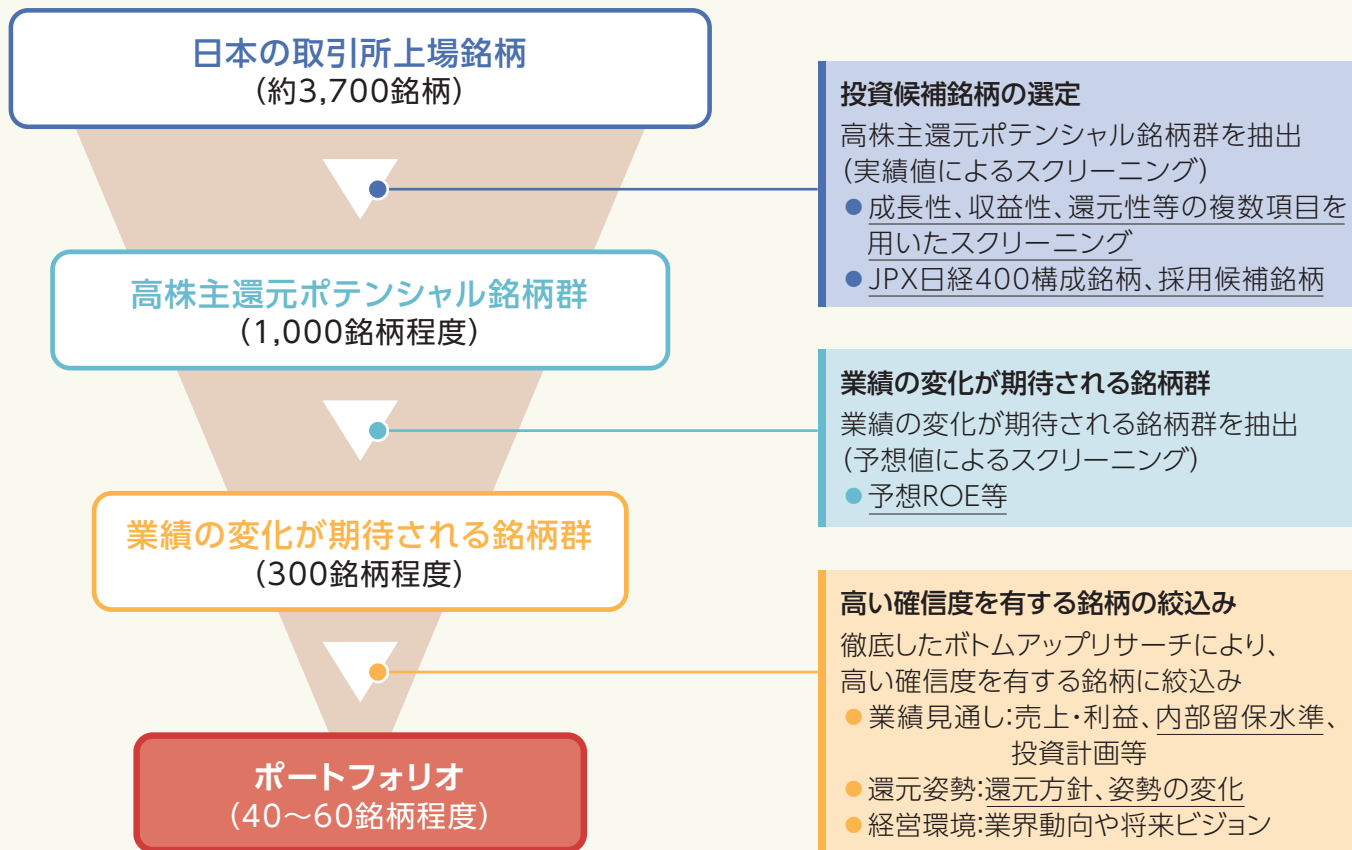 日本の取引所上場銘柄
(約3,700銘柄)
投資候補銘柄の選定
高株主還元ポテンシャル銘柄群を抽出
(実績値によるスクリーニング)
●成長性、収益性、還元性等の複数項目を
用いたスクリーニング
●JPX日経400構成銘柄、採用候補銘柄
高株主還元ポテンシャル銘柄群
(1,000銘柄程度)
業績の変化が期待される銘柄群
業績の変化が期待される銘柄群を抽出
(予想値によるスクリーニング)
●予想ROE等
業績の変化が期待される銘柄群
(300銘柄程度)
高い確信度を有する銘柄の絞込み
徹底したボトムアップリサーチにより、
高い確信度を有する銘柄に絞込み
●業績見通し:売上・利益、内部留保水準、
投資計画等
●還元姿勢:還元方針、姿勢の変化
●経営環境:業界動向や将来ビジョン
ポートフォリオ
(40～60銘柄程度)